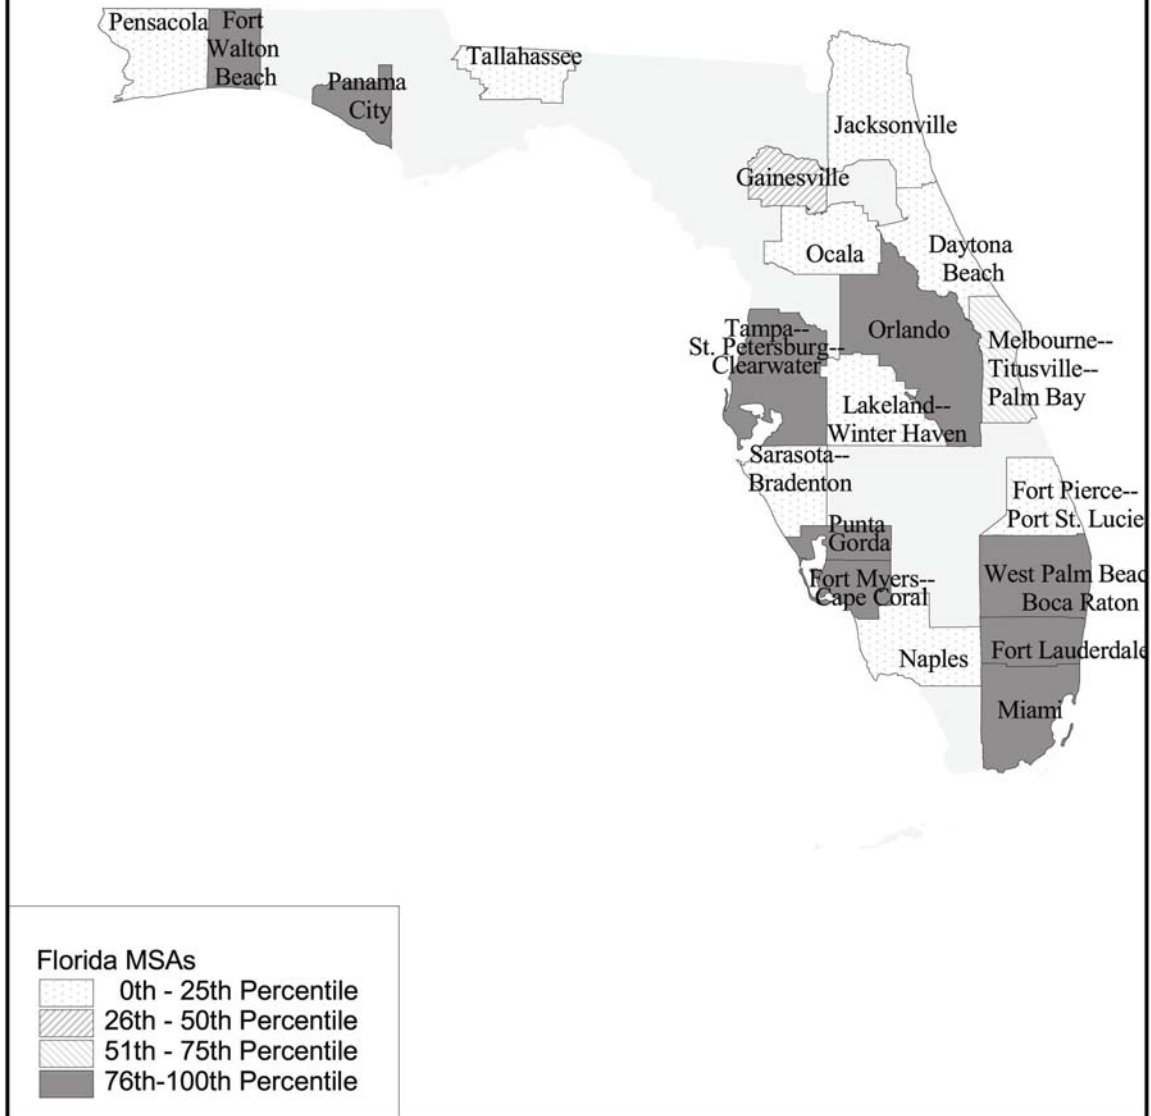 Pensacola
Fort
Walton
Beach
Panama
City
Tallahassee
Jacksonville
Gainesville
Ocala
Daytona
Beach
Orlando
Tampa--
St. Petersburg--
Clearwater
Melbourne--
Titusville--
Palm Bay
Lakeland--
Winter Haven
Sarasota--
Bradenton
Fort Pierce--
Port St. Lucie
Punta
Gorda
Fort Myers--
Cape Coral
West Palm Beac
Boca Raton
Naples
Fort Lauderdale
Miami
Florida MSAs
0th - 25th Percentile
26th - 50th Percentile
51th - 75th Percentile
76th-100th Percentile